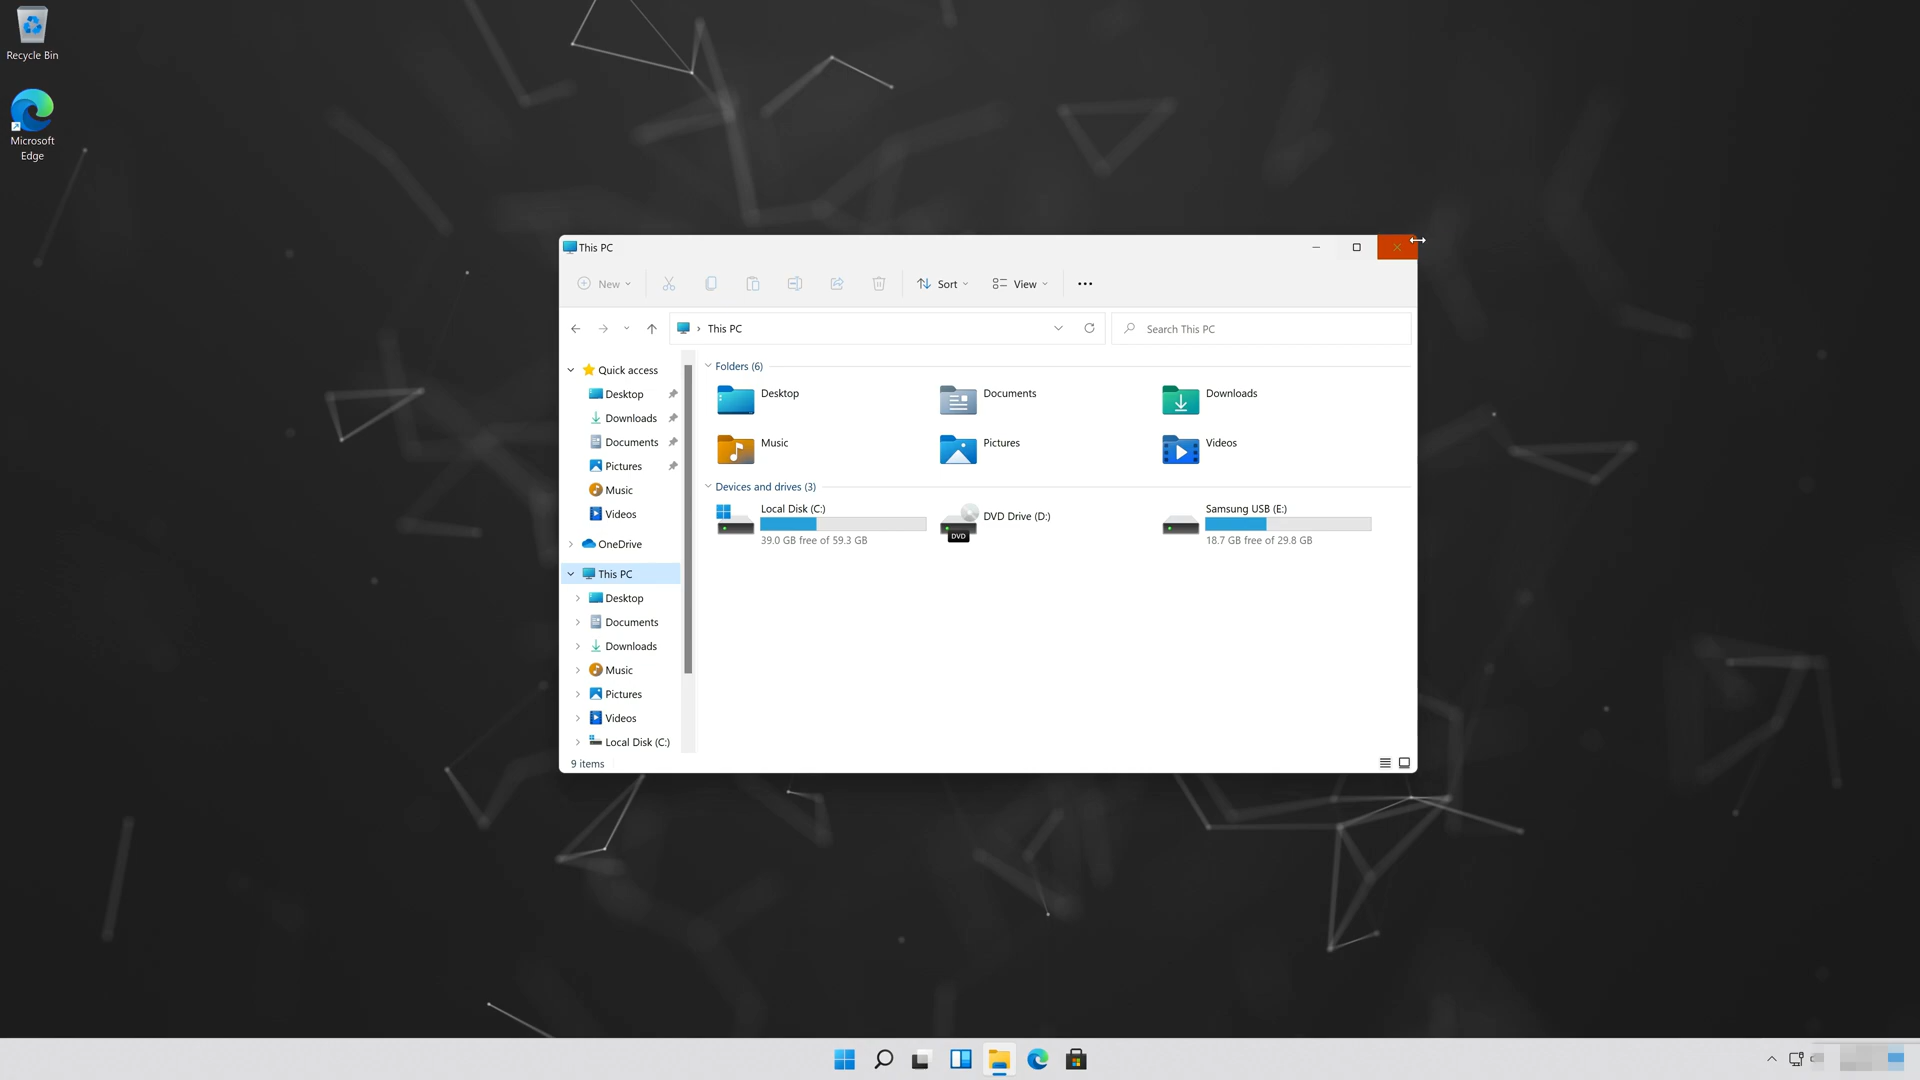 Recycle Bin
Microsoft
Edge
This PC
New
Sort
View
This PC
Search This PC
Quick access
Desktop
Downloads
Documents
Pictures
Music
Videos
OneDrive
This PC
Desktop
Documents
Downloads
Music
Pictures
Videos
Local Disk (C:)
Folders (6)
Desktop
Documents
Downloads
Music
Pictures
Videos
Devices and drives (3)
Local Disk (C:)
39.0 GB free of 59.3 GB
DVD
DVD Drive (D:)
Samsung USB (E:)
18.7 GB free of 29.8 GB
9 items